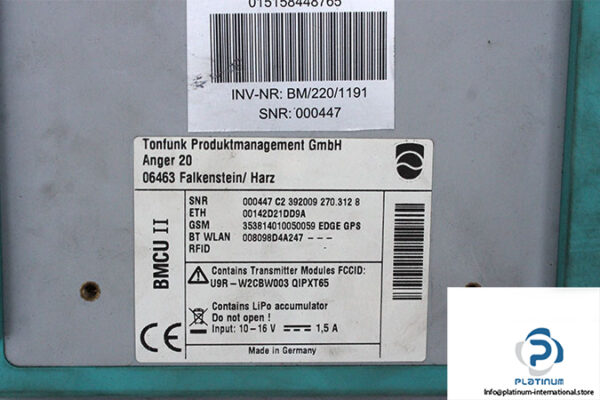 015158448765
INV-NR: BM/220/1191
SNR: 000447
Tonfunk Produktmanagement GmbH
Anger 20
06463 Falkenstein/ Harz
BMCU II
SNR 000447 C2 392009 270.312 8
ETH 00142D21DD9A
GSM 353814010050059 EDGE GPS
BT WLAN 008098D4A247 - - -
RFID
Contains Transmitter Modules FCCID:
U9R-W2CBW003 QIPXT65
Contains LiPo accumulator
Do not open !
Input: 10-16 V 1,5 A
CE
Made in Germany
PLATINUM
Info@platinum-international.store